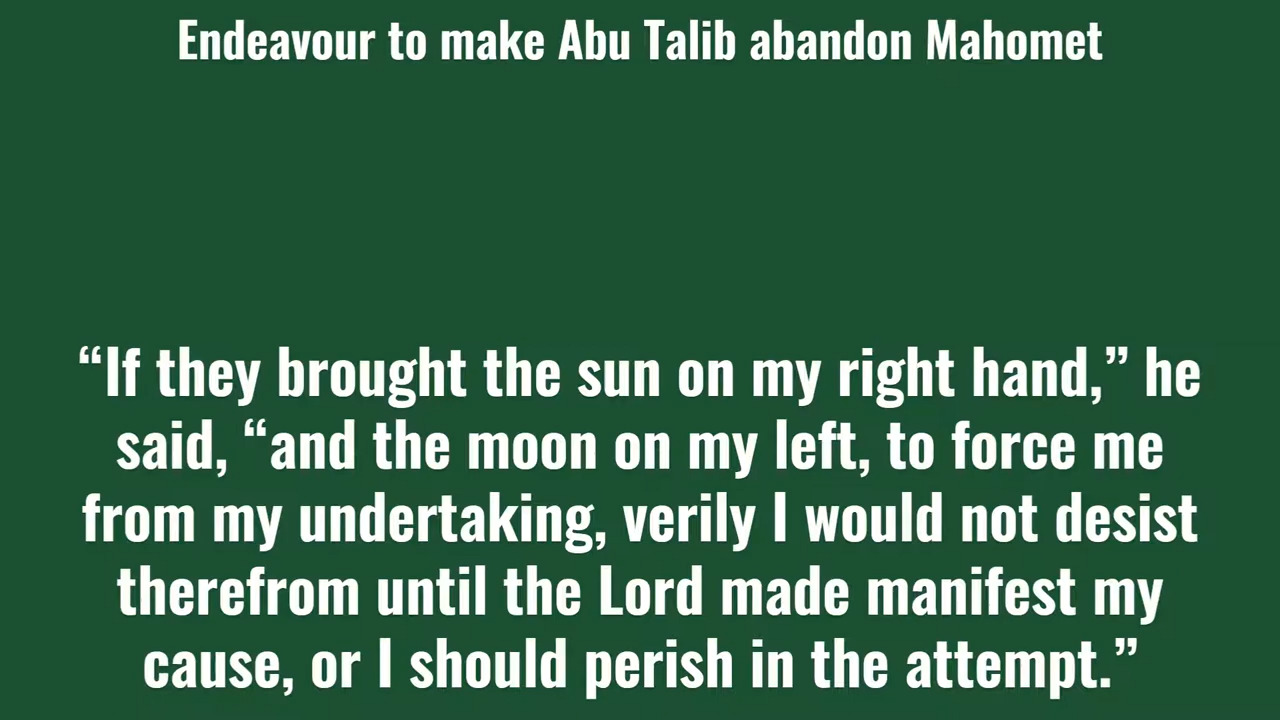 Endeavour to make Abu Talib abandon Mahomet
“If they brought the sun on my right hand,” he
said, “and the moon on my left, to force me
from my undertaking, verily I would not desist
therefrom until the Lord made manifest my
cause, or I should perish in the attempt.”